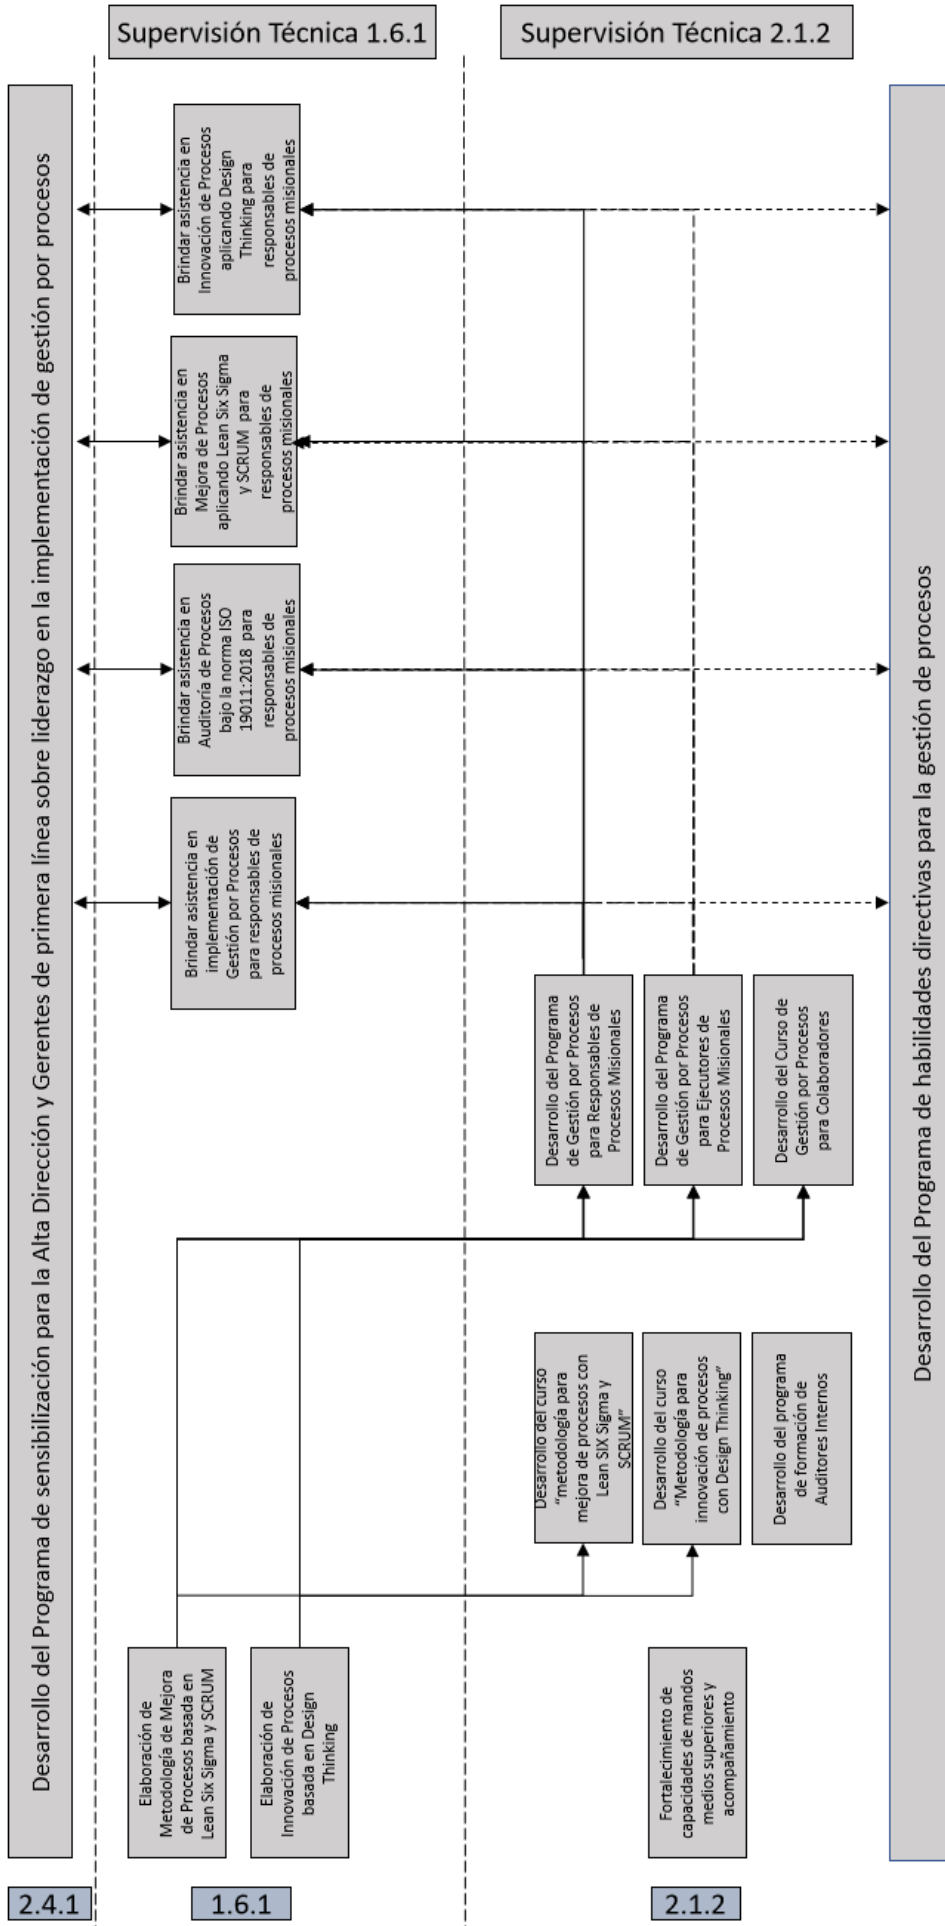 Supervisión Técnica 1.6.1
Supervisión Técnica 2.1.2
Desarrollo del Programa de sensibilización para la Alta Dirección y Gerentes de primera línea sobre liderazgo en la implementación de gestión por procesos
Brindar asistencia en
Innovación de Procesos
aplicando Design
Thinking para
responsables de
procesos misionales
Brindar asistencia en
Mejora de Procesos
aplicando Lean Six Sigma
y SCRUM para
responsables de
procesos misionales
Brindar asistencia en
Auditoría de Procesos
bajo la norma ISO
19011:2018 para
responsables de
procesos misionales
Brindar asistencia en
implementación de
Gestión por Procesos
para responsables de
procesos misionales
Desarrollo del Programa
de Gestión por Procesos
para Responsables de
Procesos Misionales
Desarrollo del Programa
de Gestión por Procesos
para Ejecutores de
Procesos Misionales
Desarrollo del Curso de
Gestión por Procesos
para Colaboradores
Desarrollo del curso
“metodología para
mejora de procesos con
Lean SIX Sigma y
SCRUM”
Desarrollo del curso
“Metodología para
innovación de procesos
con Design Thinking”
Desarrollo del programa
de formación de
Auditores Internos
Elaboración de
Metodología de Mejora
de Procesos basada en
Lean Six Sigma y SCRUM
Elaboración de
Innovación de Procesos
basada en Design
Thinking
Fortalecimiento de
capacidades de mandos
medios superiores y
acompañamiento
Desarrollo del Programa de habilidades directivas para la gestión de procesos
2.4.1
1.6.1
2.1.2